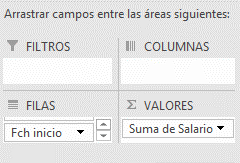 Arrastrar campos entre las áreas siguientes:
FILTROS
COLUMNAS
FILAS
Σ VALORES
Fch inicio
Suma de Salario